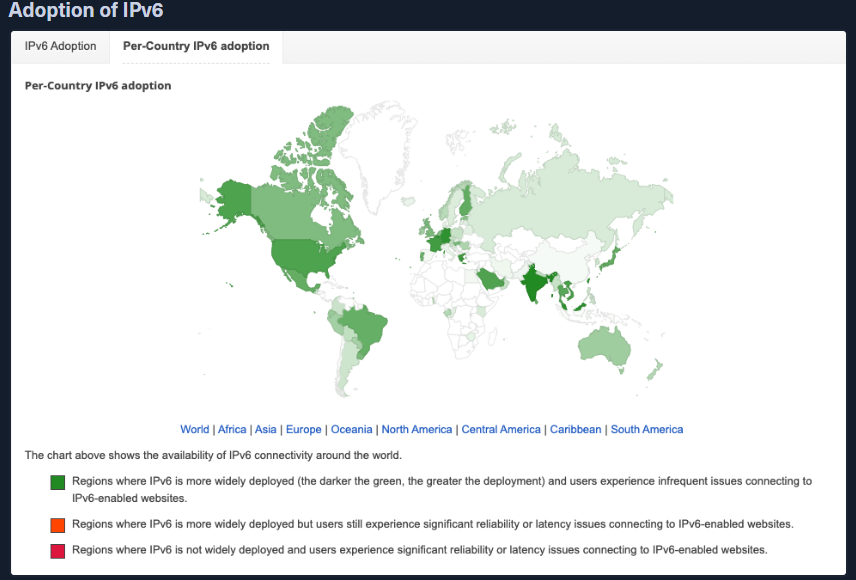 Adoption of IPv6
IPv6 Adoption
Per-Country IPv6 adoption
Per-Country IPv6 adoption
World | Africa | Asia | Europe | Oceania | North America | Central America | Caribbean | South America
The chart above shows the availability of IPv6 connectivity around the world.
Regions where IPv6 is more widely deployed (the darker the green, the greater the deployment) and users experience infrequent issues connecting to
IPv6-enabled websites.
Regions where IPv6 is more widely deployed but users still experience significant reliability or latency issues connecting to IPv6-enabled websites.
Regions where IPv6 is not widely deployed and users experience significant reliability or latency issues connecting to IPv6-enabled websites.